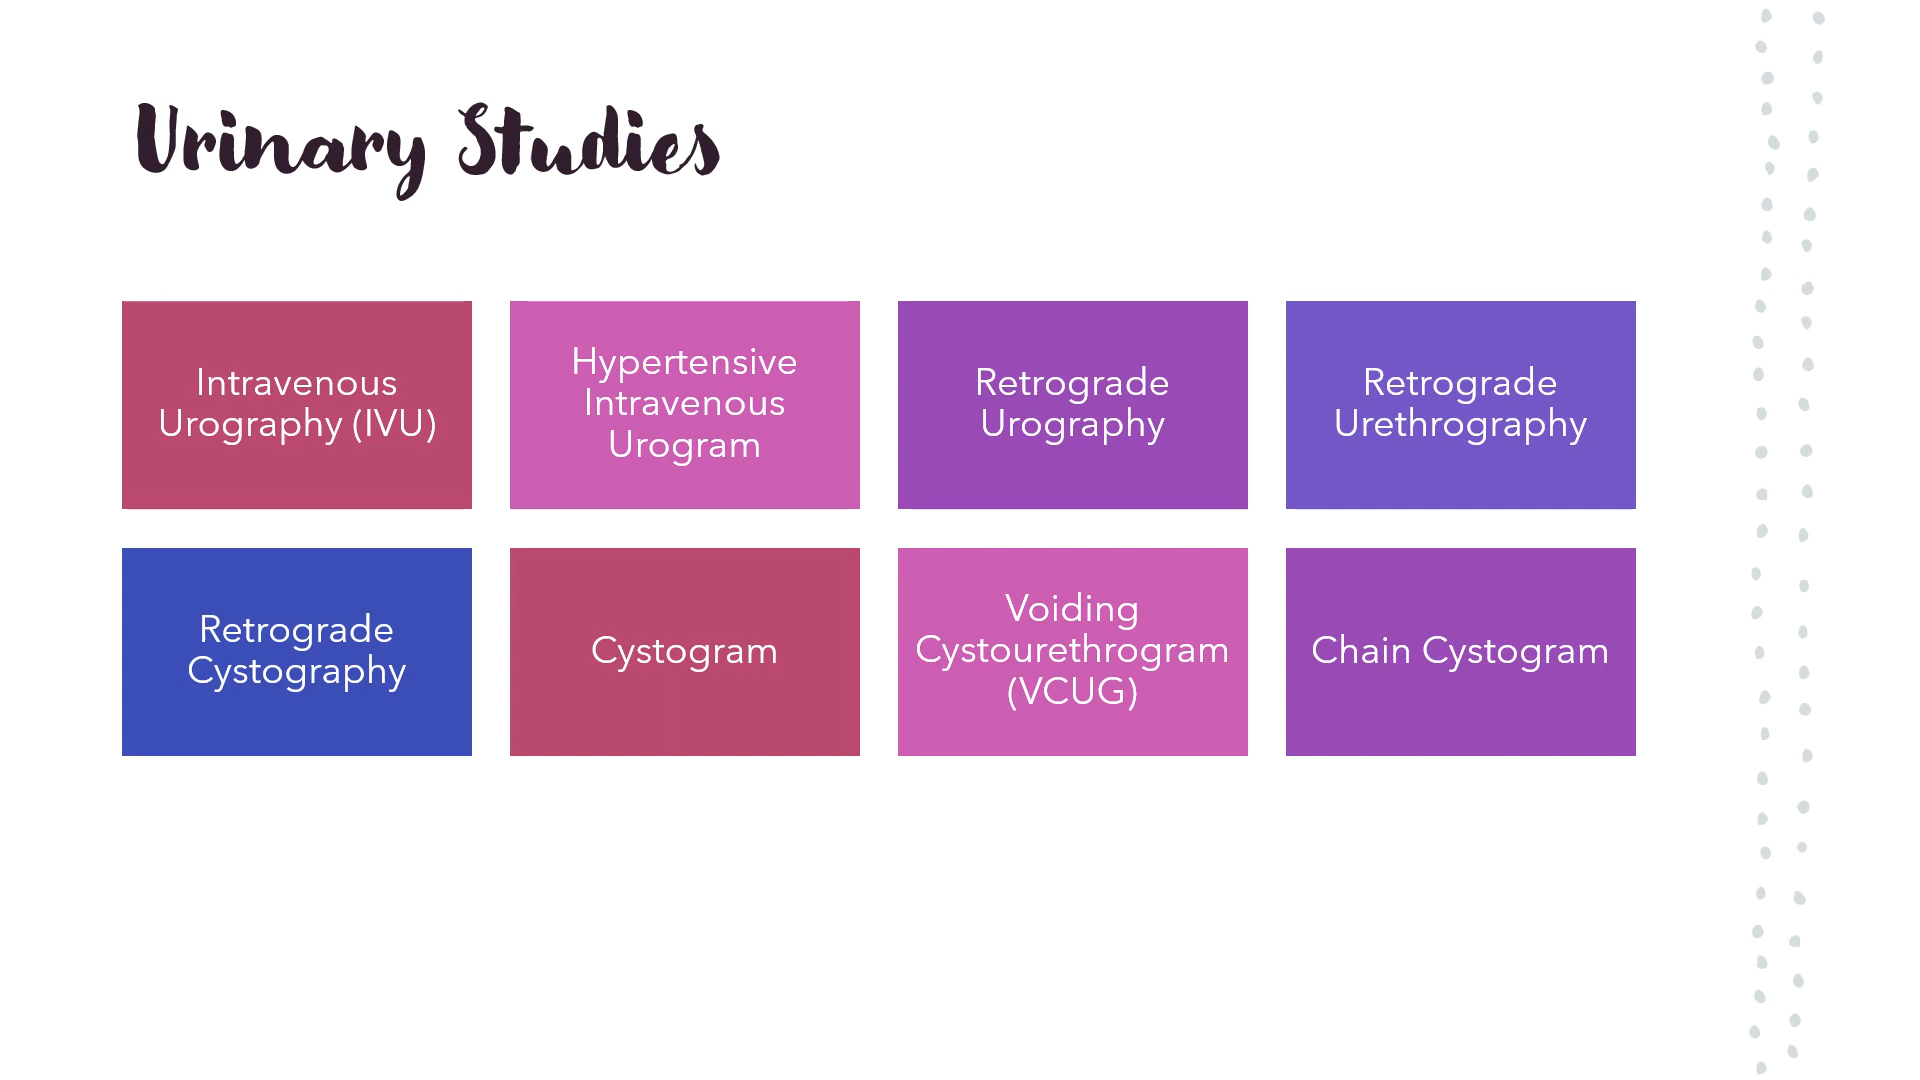 Urinary Studies
Intravenous
Urography (IVU)
Hypertensive
Intravenous
Urogram
Retrograde
Urography
Retrograde
Urethrography
Retrograde
Cystography
Cystogram
Voiding
Cystourethrogram
(VCUG)
Chain Cystogram